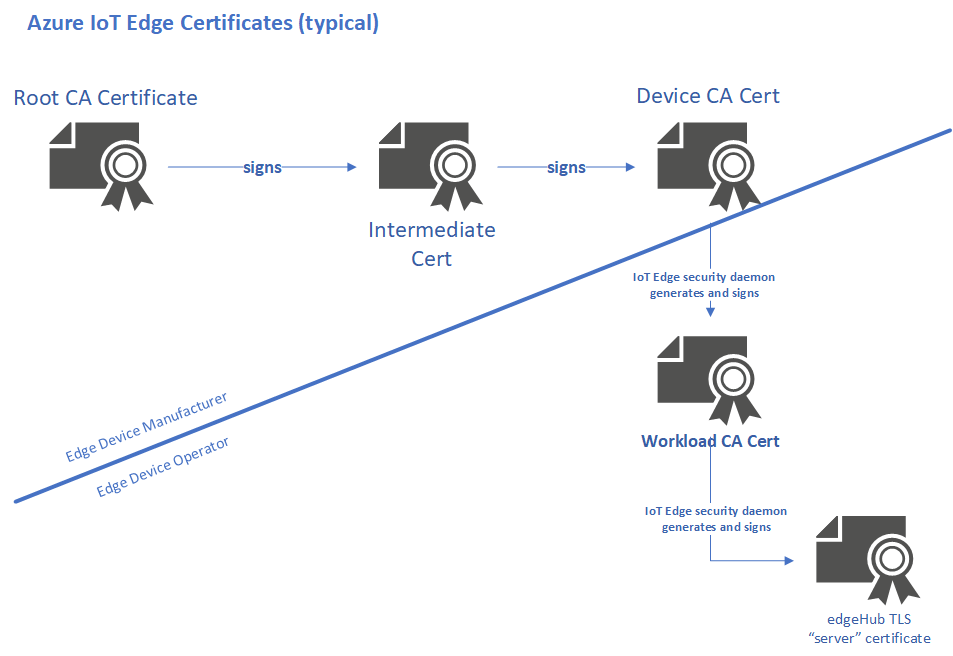 Azure IoT Edge Certificates (typical)
Root CA Certificate
Device CA Cert
signs
signs
Intermediate
Cert
IoT Edge security daemon
generates and signs
Edge Device Manufacturer
Edge Device Operator
Workload CA Cert
IoT Edge security daemon
generates and signs
edgeHub TLS
“server” certificate